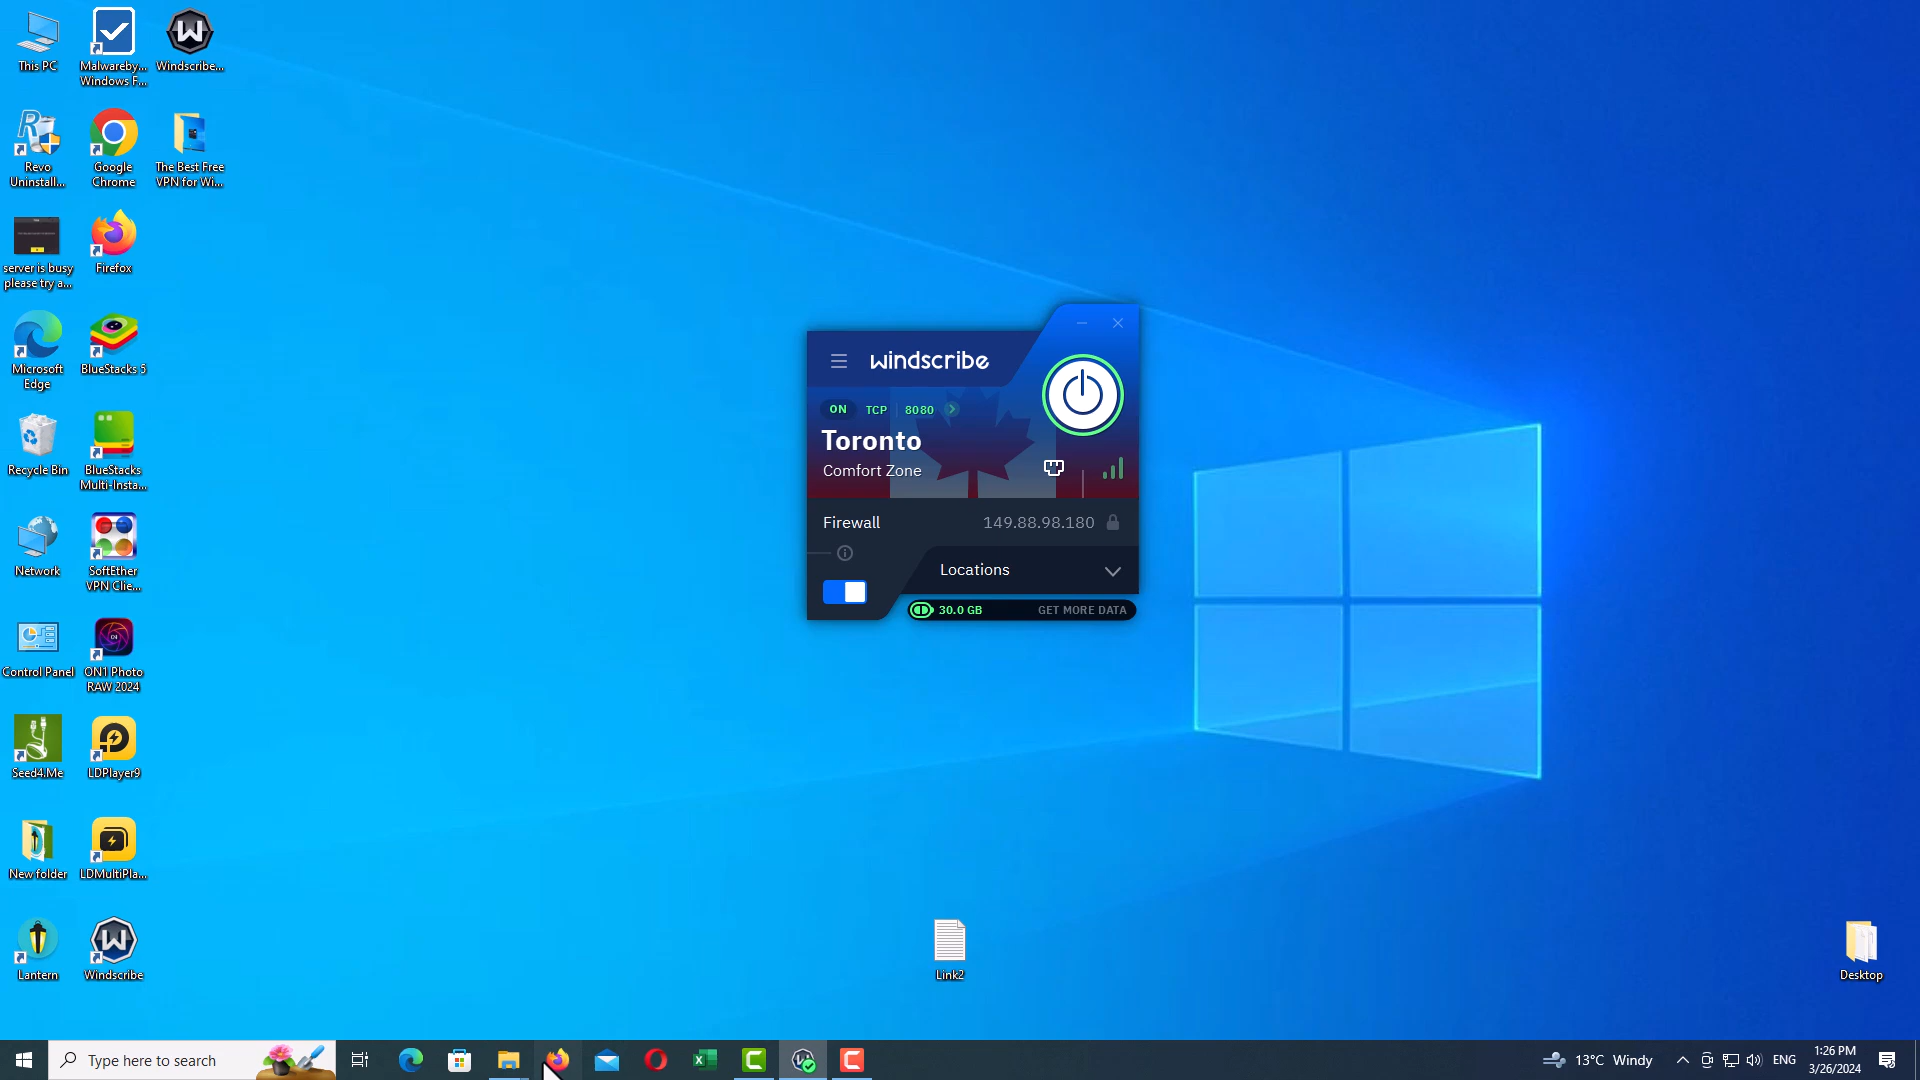 This PC
Malwareby...
Windows F...
Windscribe...
Revo
Uninstall...
Google
Chrome
The Best Free
VPN for Wi...
server is busy
please try a...
Firefox
Microsoft
Edge
BlueStacks 5
Recycle Bin
BlueStacks
Multi-Insta...
Network
SoftEther
VPN Clie...
Control Panel
ON1 Photo
RAW 2024
Seed4.Me
LDPlayer9
New folder
LDMultiPla...
Lantern
Windscribe
windscribe
ON TCP 8080
Toronto
Comfort Zone
Firewall
149.88.98.180
Locations
30.0 GB
GET MORE DATA
Link2
Desktop
Type here to search
13°C Windy
ENG
1:26 PM
3/26/2024